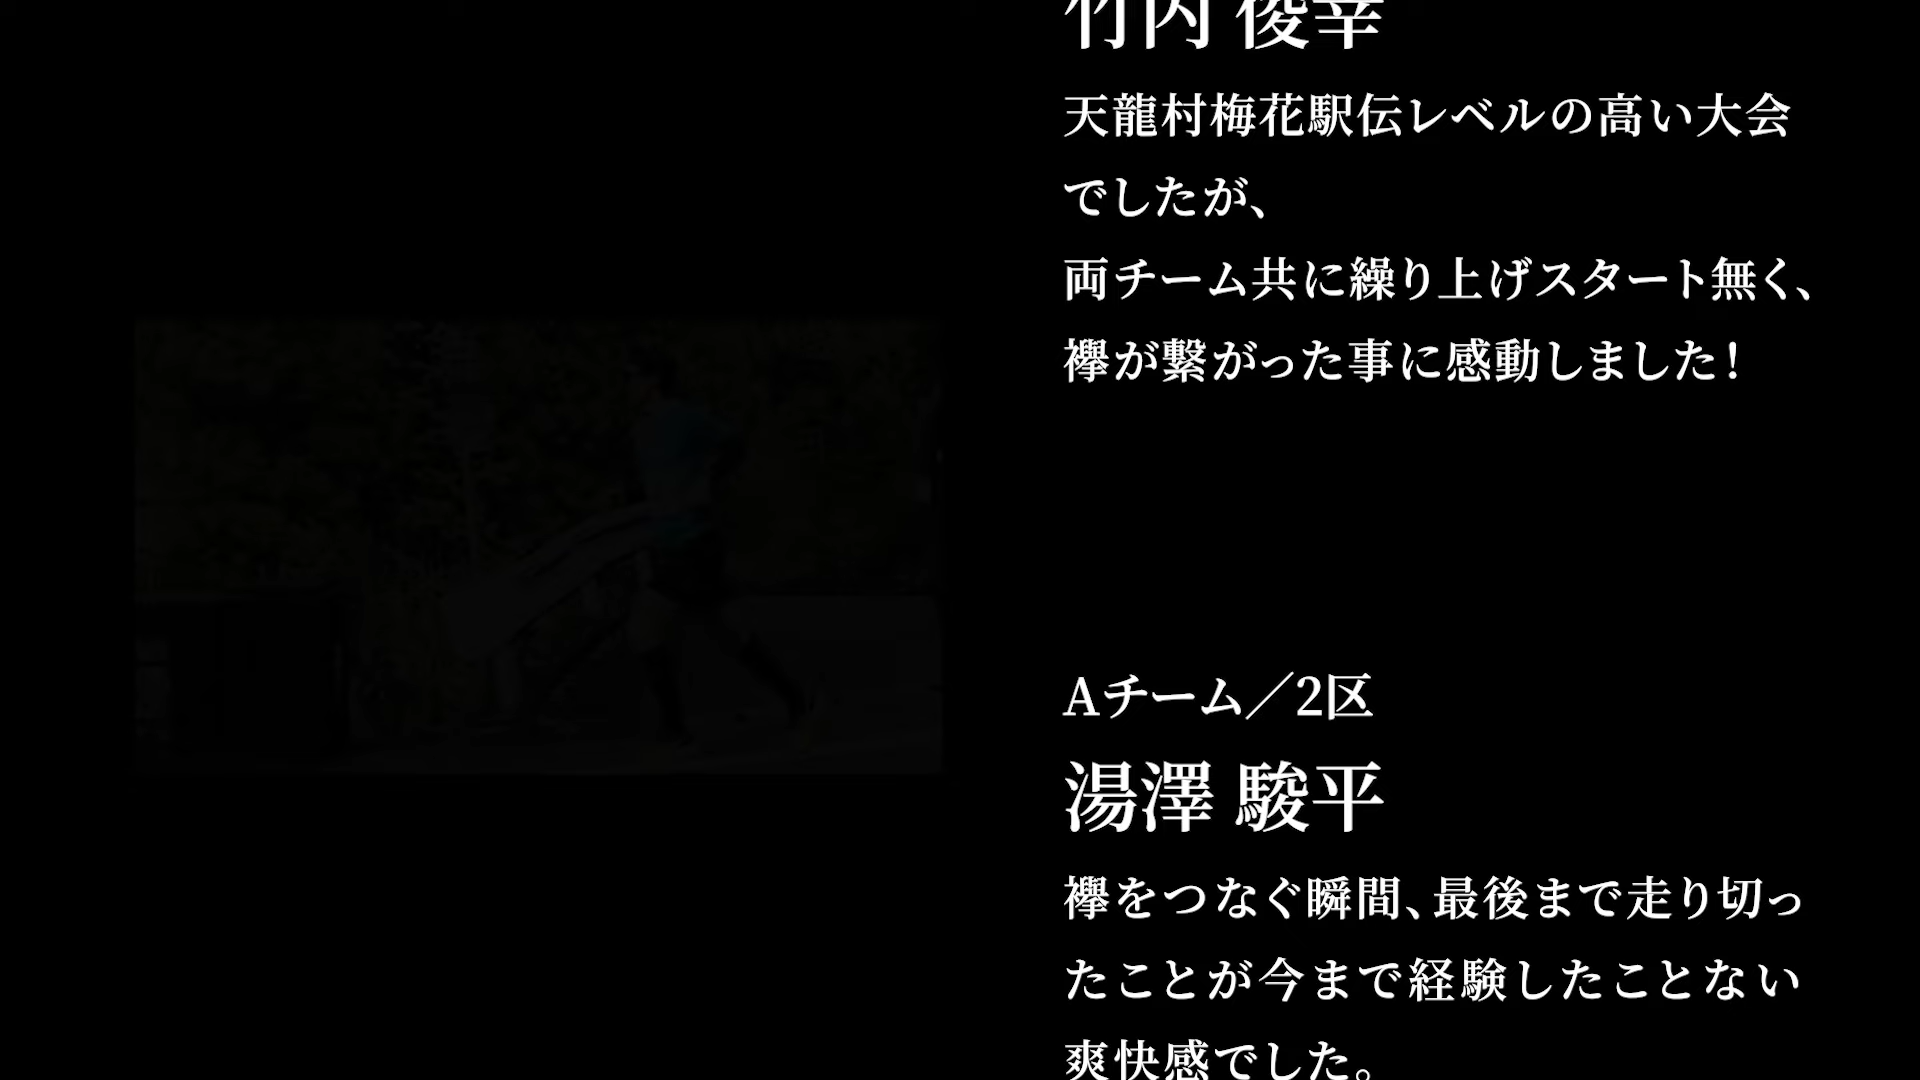 竹内 俊幸
天龍村梅花駅伝レベルの高い大会
でしたが、
両チーム共に繰り上げスタート無く、
襷が繋がった事に感動しました!
Aチーム／2区
湯澤 駿平
襷をつなぐ瞬間、最後まで走り切っ
たことが今まで経験したことない
爽快感でした。